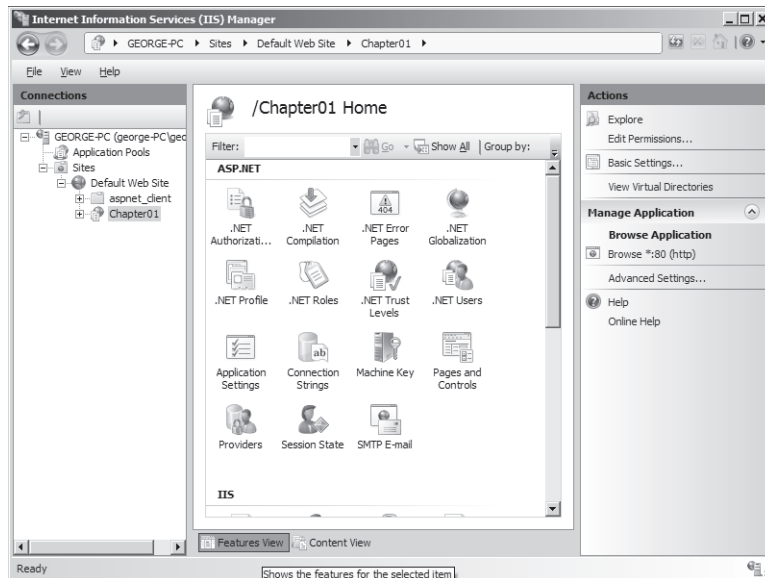 Internet Information Services (IIS) Manager
GEORGE-PC Sites Default Web Site Chapter01
File View Help
Connections
GEORGE-PC (george-PC\geo
Application Pools
Sites
Default Web Site
aspnet_client
Chapter01
/Chapter01 Home
Filter: Go Show All Group by:
ASP.NET
.NET Authorizati...
.NET Compilation
404
.NET Error Pages
.NET Globalization
.NET Profile
.NET Roles
.NET Trust Levels
.NET Users
Application Settings
ab
Connection Strings
Machine Key
Pages and Controls
Providers
Session State
SMTP E-mail
IIS
Features View Content View
Actions
Explore
Edit Permissions...
Basic Settings...
View Virtual Directories
Manage Application
Browse Application
Browse *:80 (http)
Advanced Settings...
Help
Online Help
Ready
Shows the features for the selected item